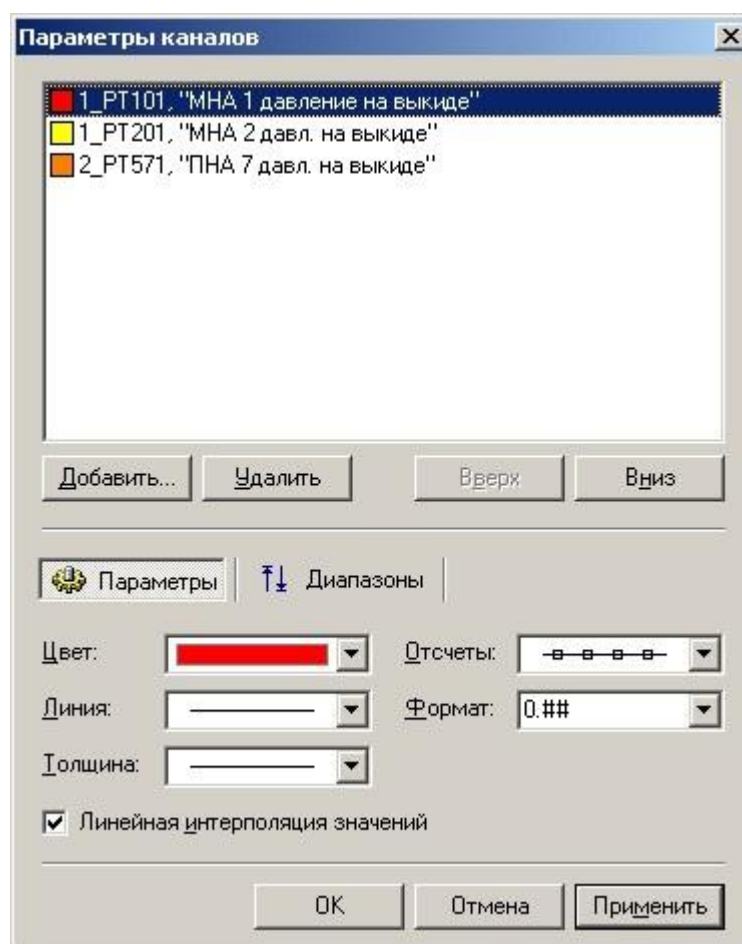 Параметры каналов
1_PT101, "МНА 1 давление на выкиде"
1_PT201, "МНА 2 давл. на выкиде"
2_PT571, "ПНА 7 давл. на выкиде"
Добавить... Удалить Вверх Вниз
Параметры Диапазоны
Цвет: Отсчеты:
Линия: Формат: 0.##
Толщина:
Линейная интерполяция значений
OK Отмена Применить